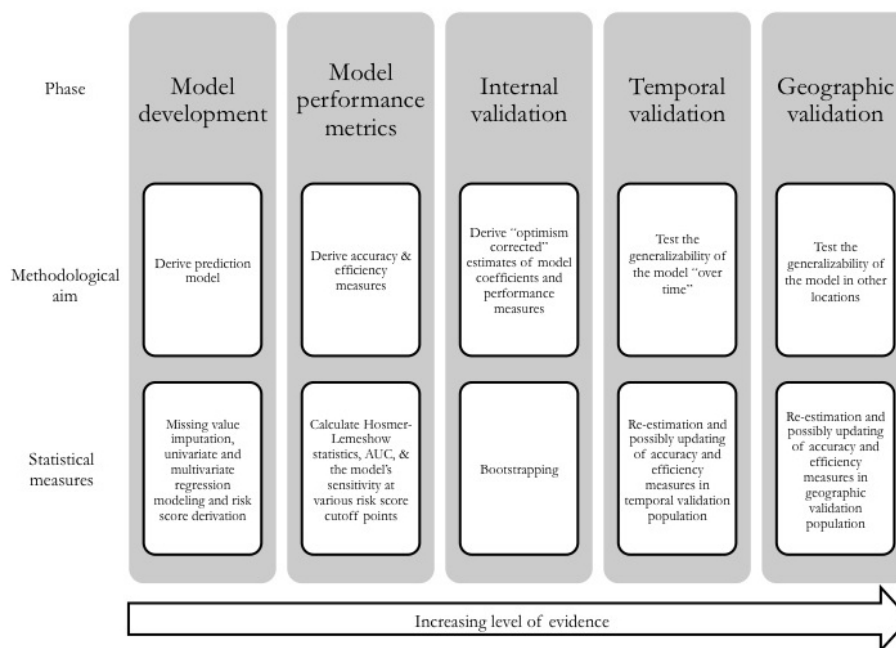 Phase
Model
development
Model
performance
metrics
Internal
validation
Temporal
validation
Geographic
validation
Methodological
aim
Derive prediction
model
Derive accuracy &
efficiency
measures
Derive “optimism
corrected”
estimates of model
coefficients and
performance
measures
Test the
generalizability
of the model “over
time”
Test the
generalizability
of the model in other
locations
Statistical
measures
Missing value
imputation,
univariate and
multivariate
regression
modeling and risk
score derivation
Calculate Hosmer-
Lemeshow
statistics, AUC, &
the model’s
sensitivity at
various risk score
cutoff points
Bootstrapping
Re-estimation and
possibly updating
of accuracy and
efficiency
measures in
temporal validation
population
Re-estimation and
possibly updating
of accuracy and
efficiency
measures in
geographic
validation
population
Increasing level of evidence